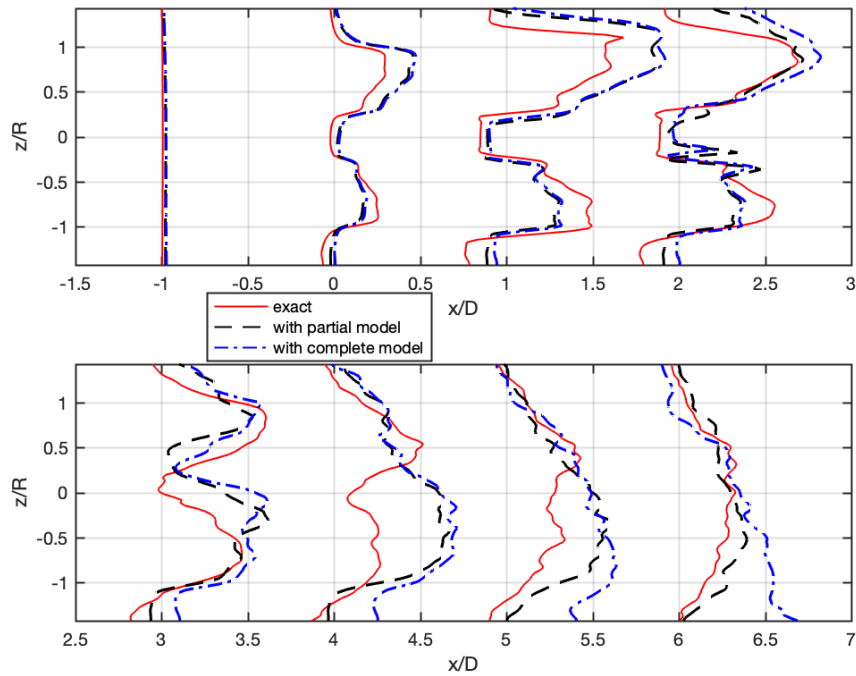 z/R
1
0.5
0
-0.5
-1
-1.5 -1 -0.5 0 0.5 1 1.5 2 2.5 3
x/D
exact
with partial model
with complete model
z/R
1
0.5
0
-0.5
-1
2.5 3 3.5 4 4.5 5 5.5 6 6.5 7
x/D